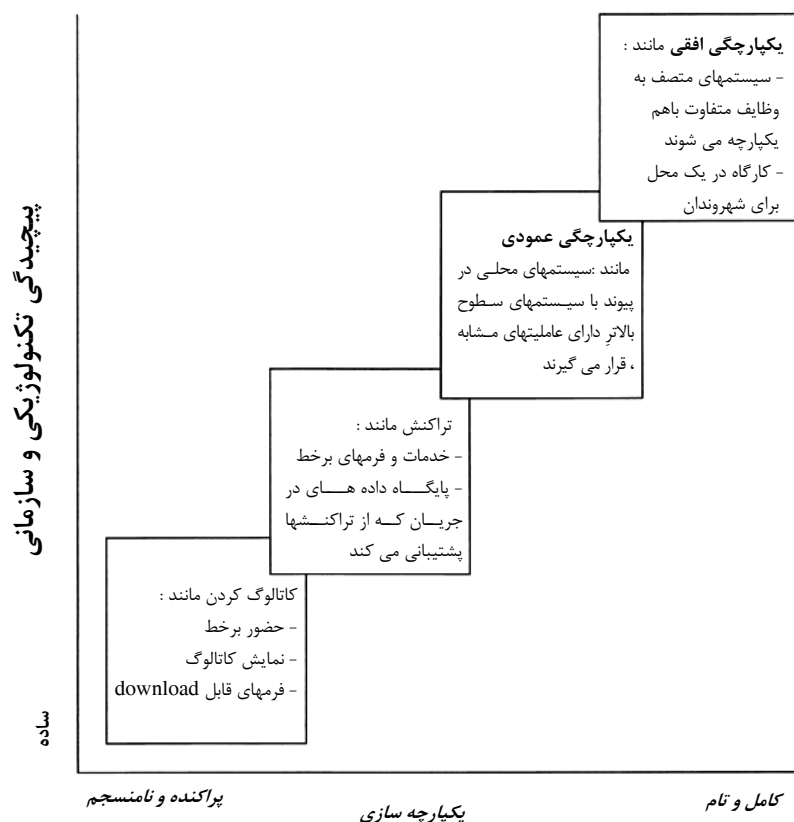 یکپارچگی افقی مانند :
- سیستمهای متصف به
وظایف متفاوت باهم
یکپارچه می شوند
- کارگاه در یک محل
برای شهروندان
یکپارچگی عمودی
مانند :سیستمهای محلی در
پیوند با سیستمهای سطوح
بالاترِ دارای عاملیتهای مشابه
، قرار می گیرند
تراکنش مانند :
- خدمات و فرمهای برخط
- پایگاه داده های در
جریان که از تراکنشها
پشتیبانی می کند
کاتالوگ کردن مانند :
- حضور برخط
- نمایش کاتالوگ
- فرمهای قابل download
پیچیدگی تکنولوژیکی و سازمانی
ساده
پراکنده و نامنسجم
یکپارچه سازی
کامل و تام